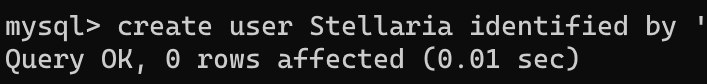 mysql> create user Stellaria identified by '
Query OK, 0 rows affected (0.01 sec)